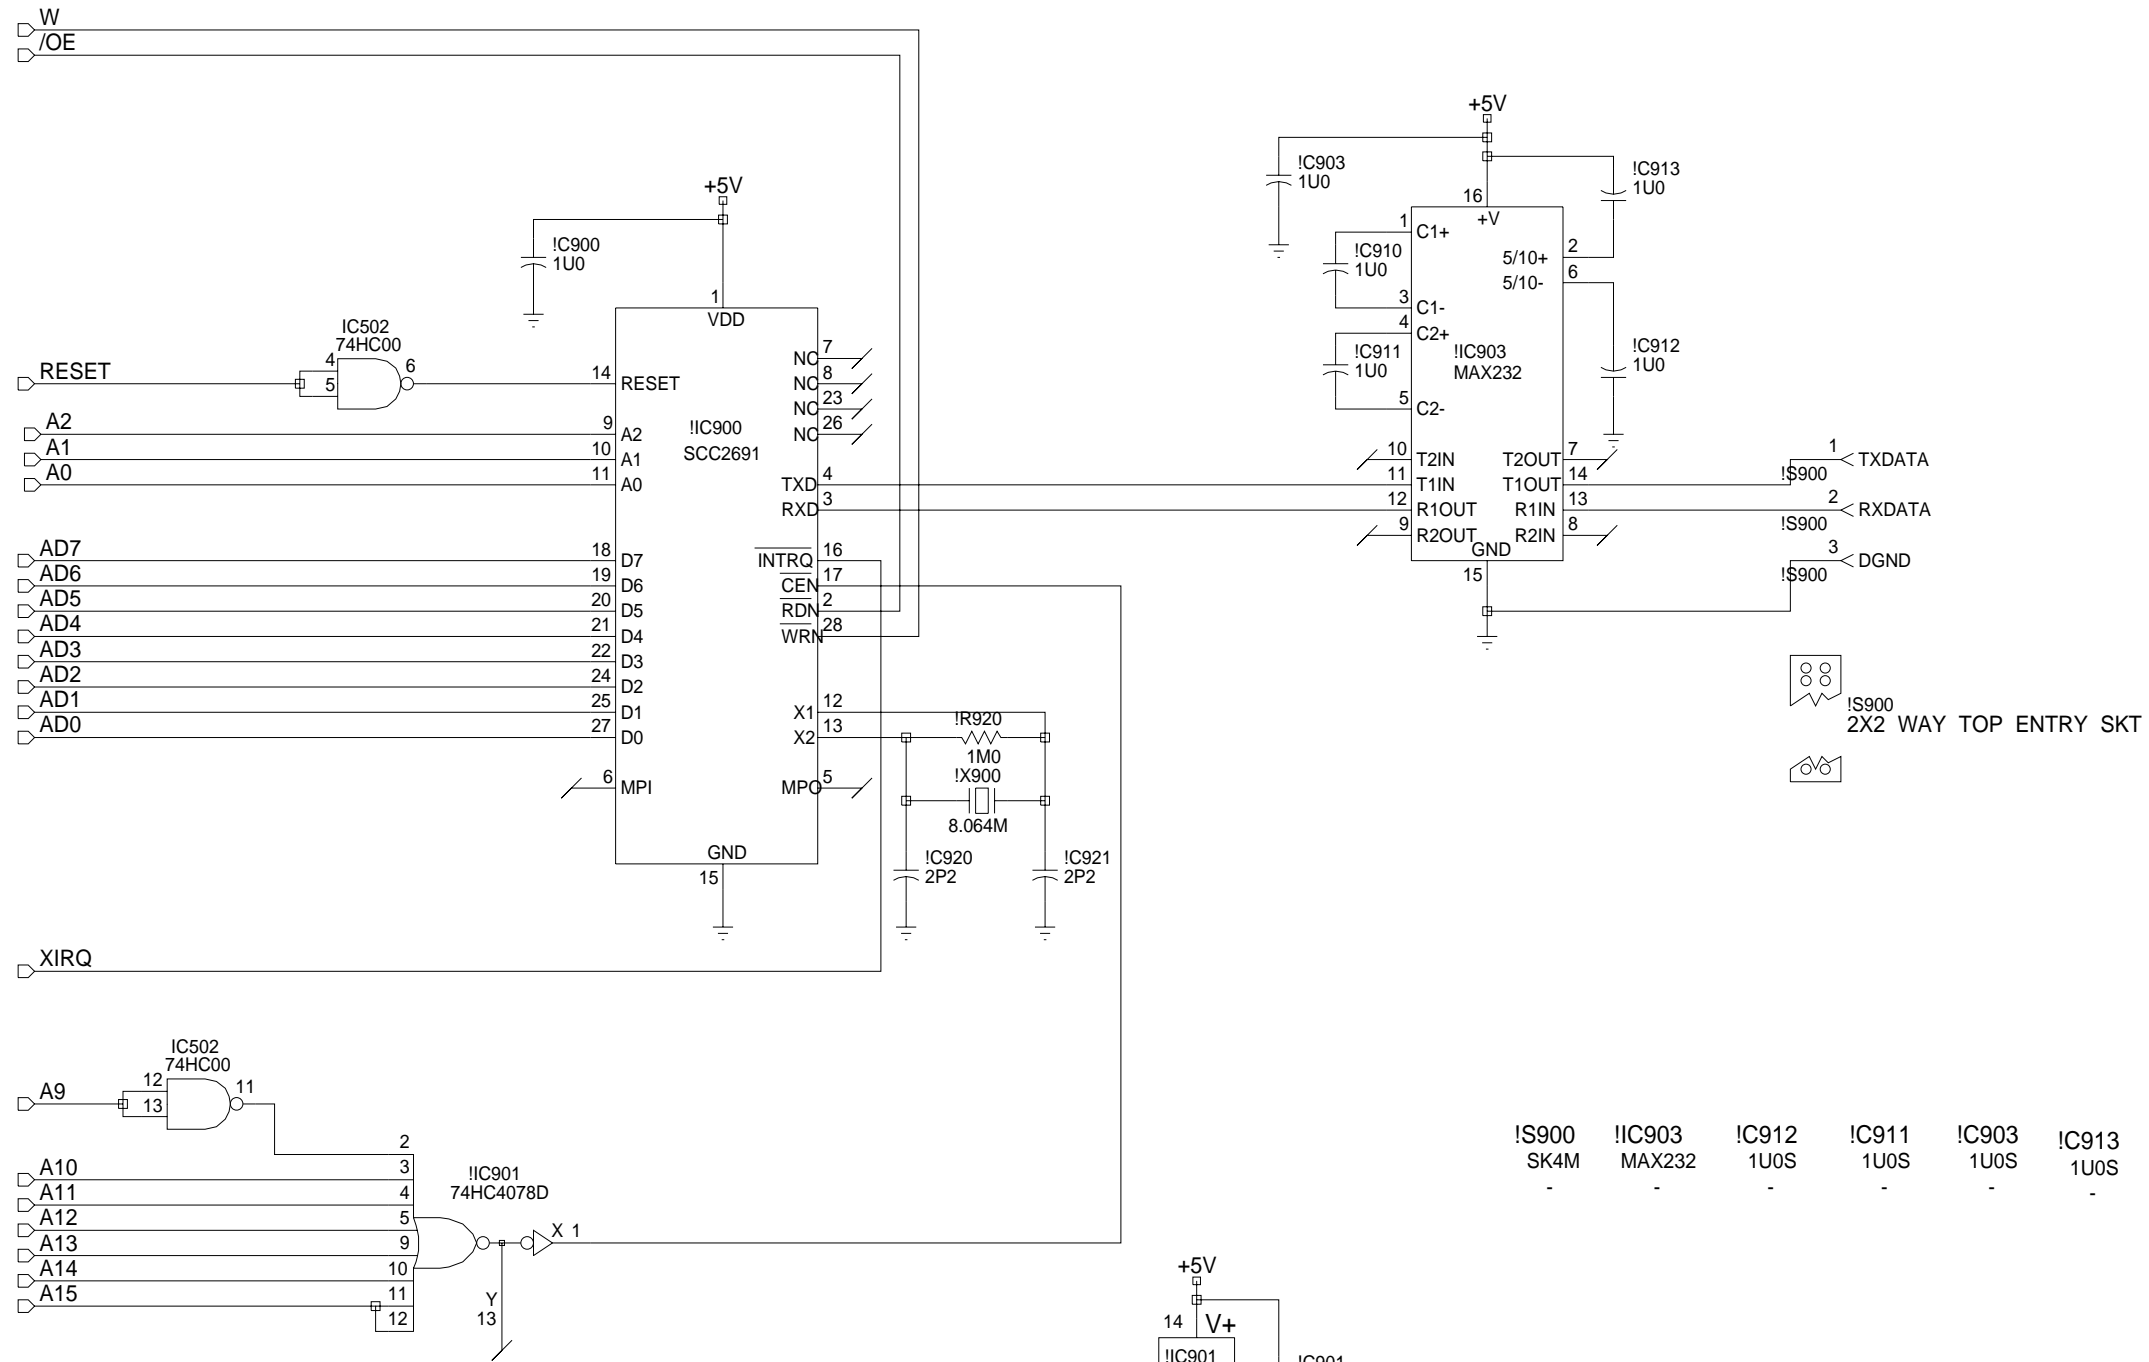 W
/OE
+5V
!C903
1U0
!C913
1U0
16
+V
1
C1+
!C910
1U0
5/10+
2
5/10-
6
3
C1-
4
C2+
!C911
1U0
!IC903
MAX232
!C912
1U0
5
C2-
10
T2IN
T2OUT
7
11
T1IN
T1OUT
14
12
R1OUT
R1IN
13
9
R2OUT
R2IN
8
GND
15
1
TXDATA
!S900
2
RXDATA
!S900
3
DGND
!S900
!S900
2X2 WAY TOP ENTRY SKT
+5V
!C900
1U0
1
VDD
IC502
74HC00
RESET
4
5
6
14
RESET
NC
7
NC
8
NC
23
NC
26
!IC900
SCC2691
A2
9
A2
A1
10
A1
A0
11
A0
TXD
4
RXD
3
AD7
18
D7
INTRQ
16
AD6
19
D6
CEN
17
AD5
20
D5
RDN
2
AD4
21
D4
WRN
28
AD3
22
D3
AD2
24
D2
AD1
25
D1
X1
12
AD0
27
D0
X2
13
!R920
1M0
!X900
8.064M
6
MPI
MPO
5
GND
15
!C920
2P2
!C921
2P2
XIRQ
IC502
74HC00
A9
12
13
11
2
A10
3
A11
4
A12
5
A13
9
A14
10
A15
11
12
!IC901
74HC4078D
X 1
Y
13
!S900 !IC903 !C912 !C911 !C903 !C913
SK4M MAX232 1U0S 1U0S 1U0S 1U0S
- - - - - -
+5V
14
V+
!IC901